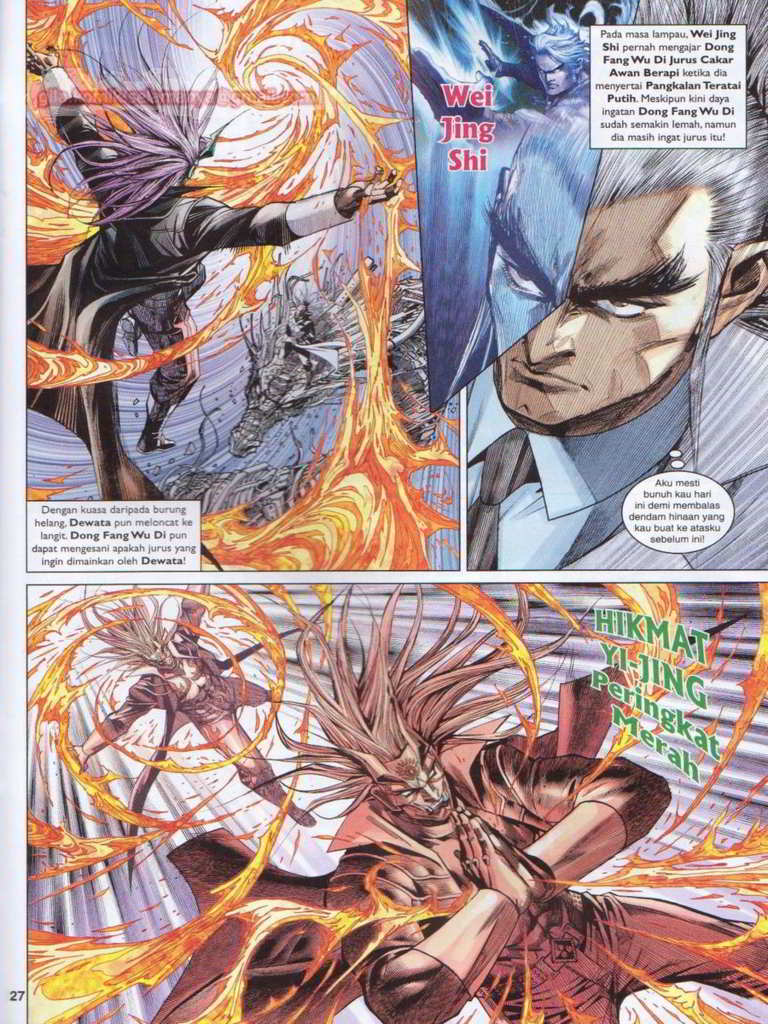 Pada masa lampau, Wei Jing
Shi pernah mengajar Dong
Fang Wu Di Jurus Cakar
Awan Berapi ketika dia
menyertai Pangkalan Teratai
Putih. Meskipun kini daya
ingatan Dong Fang Wu Di
sudah semakin lemah, namun
dia masih ingat jurus itu!
Wei
Jing
Shi
Dengan kuasa daripada burung
helang, Dewata pun meloncat ke
langit. Dong Fang Wu Di pun
dapat mengesani apakah jurus yang
ingin dimainkan oleh Dewata!
Aku mesti
bunuh kau hari
ini demi membalas
dendam hinaan yang
kau buat ke atasku
sebelum ini!
HIKMAT
YI-JING
Peringkat
Merah
27